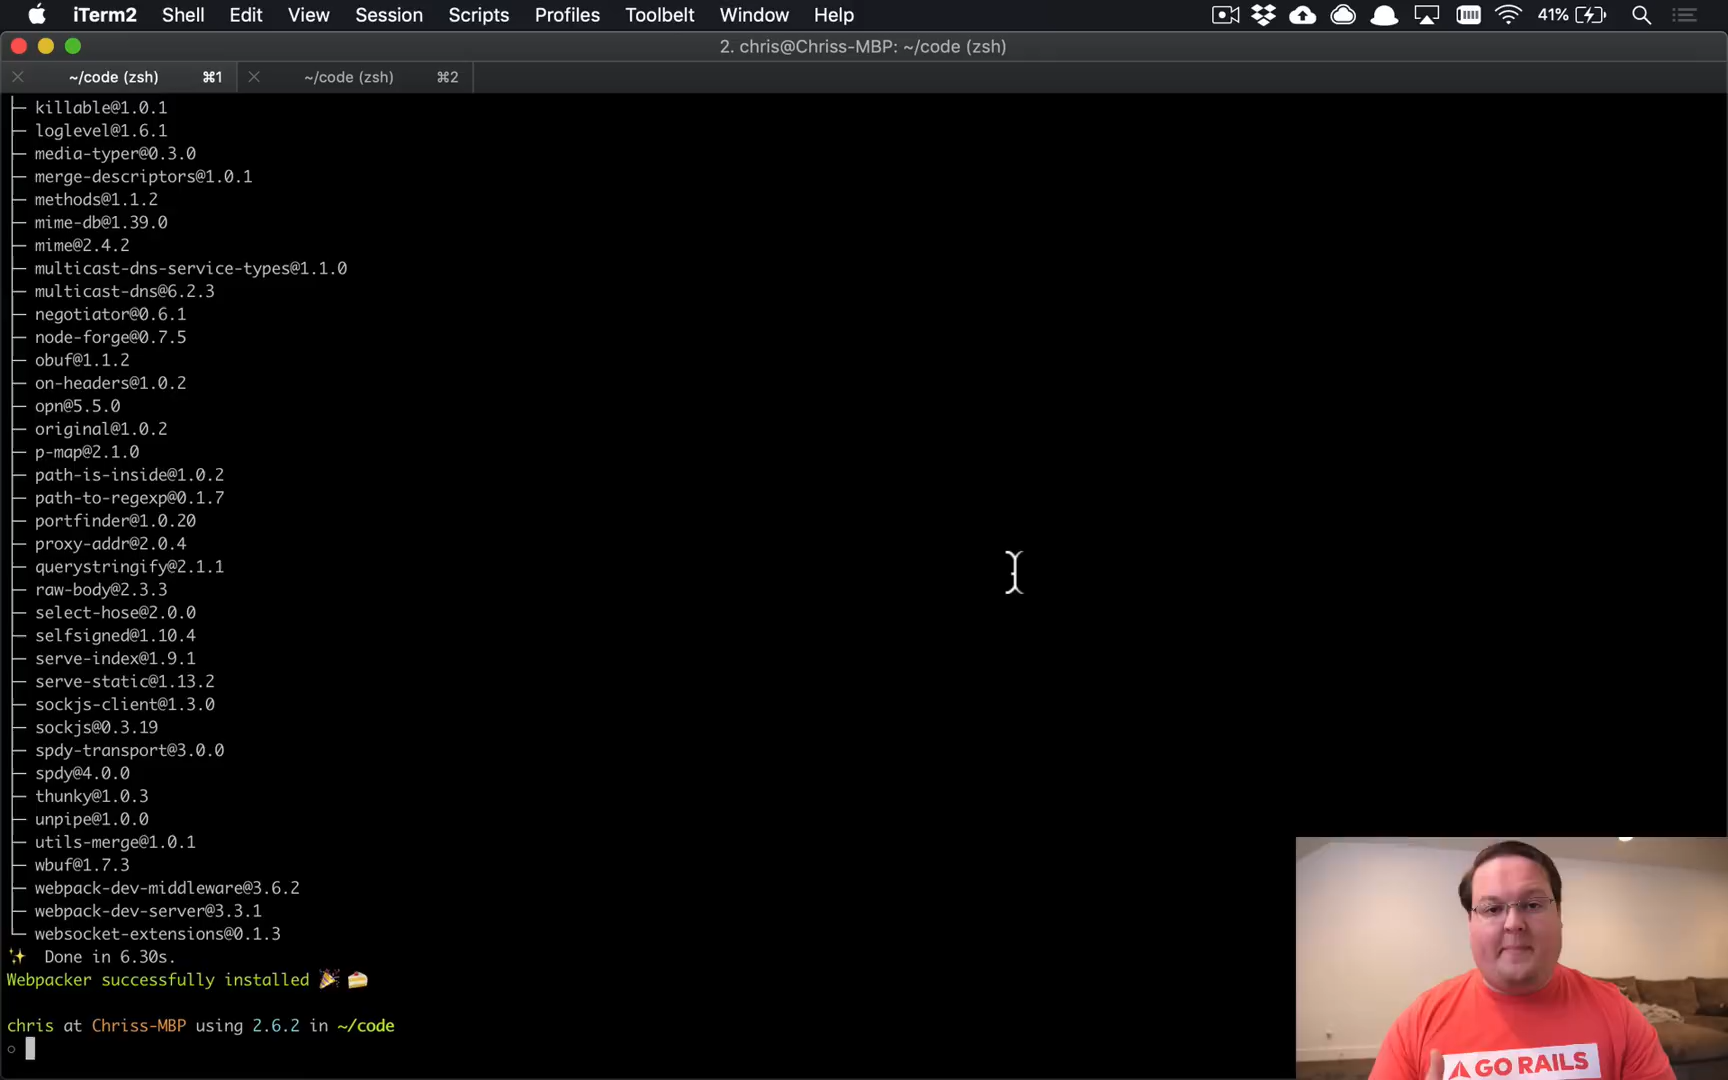 iTerm2 Shell Edit View Session Scripts Profiles Toolbelt Window Help 41%
2. chris@Chriss-MBP: ~/code (zsh)
~/code (zsh) ⌘1 ~/code (zsh) ⌘2
├─ killable@1.0.1
├─ loglevel@1.6.1
├─ media-typer@0.3.0
├─ merge-descriptors@1.0.1
├─ methods@1.1.2
├─ mime-db@1.39.0
├─ mime@2.4.2
├─ multicast-dns-service-types@1.1.0
├─ multicast-dns@6.2.3
├─ negotiator@0.6.1
├─ node-forge@0.7.5
├─ obuf@1.1.2
├─ on-headers@1.0.2
├─ opn@5.5.0
├─ original@1.0.2
├─ p-map@2.1.0
├─ path-is-inside@1.0.2
├─ path-to-regexp@0.1.7
├─ portfinder@1.0.20
├─ proxy-addr@2.0.4
├─ querystringify@2.1.1
├─ raw-body@2.3.3
├─ select-hose@2.0.0
├─ selfsigned@1.10.4
├─ serve-index@1.9.1
├─ serve-static@1.13.2
├─ sockjs-client@1.3.0
├─ sockjs@0.3.19
├─ spdy-transport@3.0.0
├─ spdy@4.0.0
├─ thunky@1.0.3
├─ unpipe@1.0.0
├─ utils-merge@1.0.1
├─ wbuf@1.7.3
├─ webpack-dev-middleware@3.6.2
├─ webpack-dev-server@3.3.1
└─ websocket-extensions@0.1.3
✨ Done in 6.30s.
Webpacker successfully installed 🎉 🍰
chris at Chriss-MBP using 2.6.2 in ~/code
GO RAILS